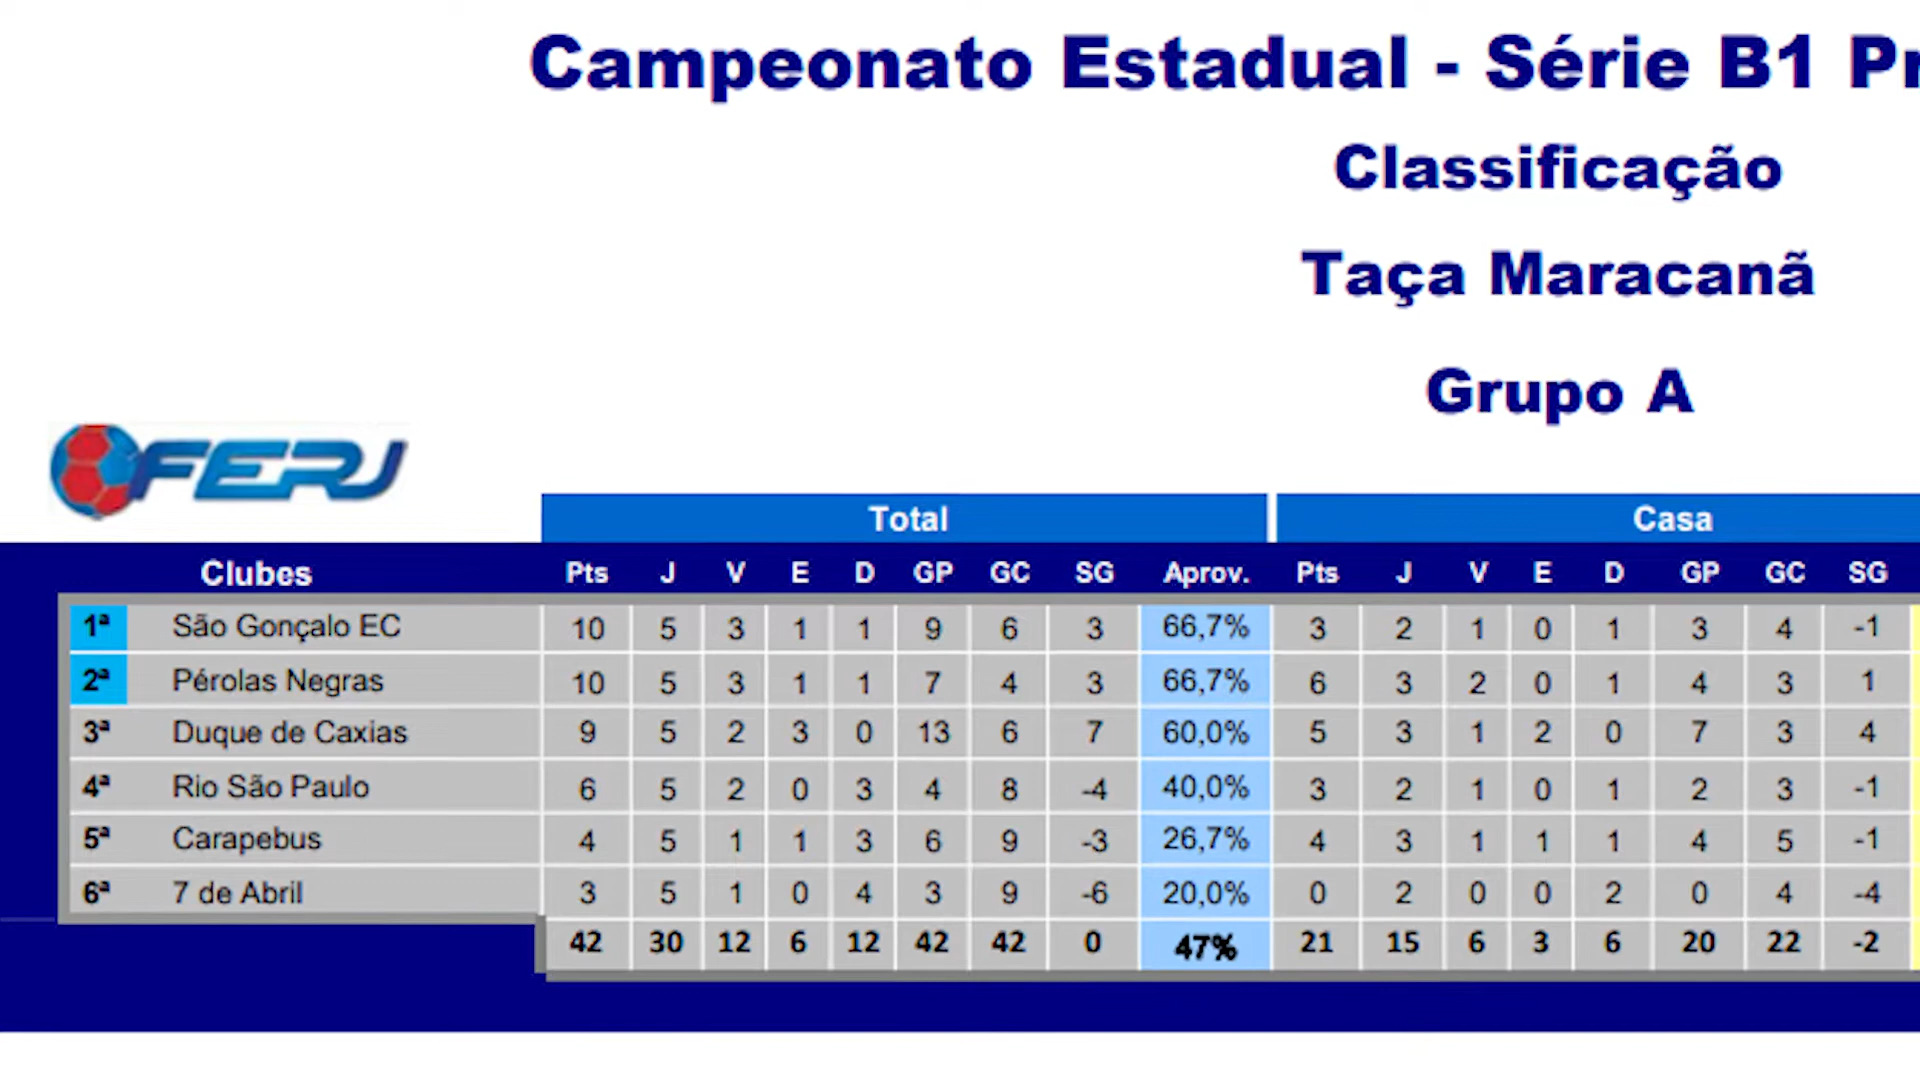 Campeonato Estadual - Série B1 Pr
Classificação
Taça Maracanã
Grupo A
FERJ
Total Casa
Clubes Pts J V E D GP GC SG Aprov. Pts J V E D GP GC SG
1ª São Gonçalo EC 10 5 3 1 1 9 6 3 66,7% 3 2 1 0 1 3 4 -1
2ª Pérolas Negras 10 5 3 1 1 7 4 3 66,7% 6 3 2 0 1 4 3 1
3ª Duque de Caxias 9 5 2 3 0 13 6 7 60,0% 5 3 1 2 0 7 3 4
4ª Rio São Paulo 6 5 2 0 3 4 8 -4 40,0% 3 2 1 0 1 2 3 -1
5ª Carapebus 4 5 1 1 3 6 9 -3 26,7% 4 3 1 1 1 4 5 -1
6ª 7 de Abril 3 5 1 0 4 3 9 -6 20,0% 0 2 0 0 2 0 4 -4
42 30 12 6 12 42 42 0 47% 21 15 6 3 6 20 22 -2